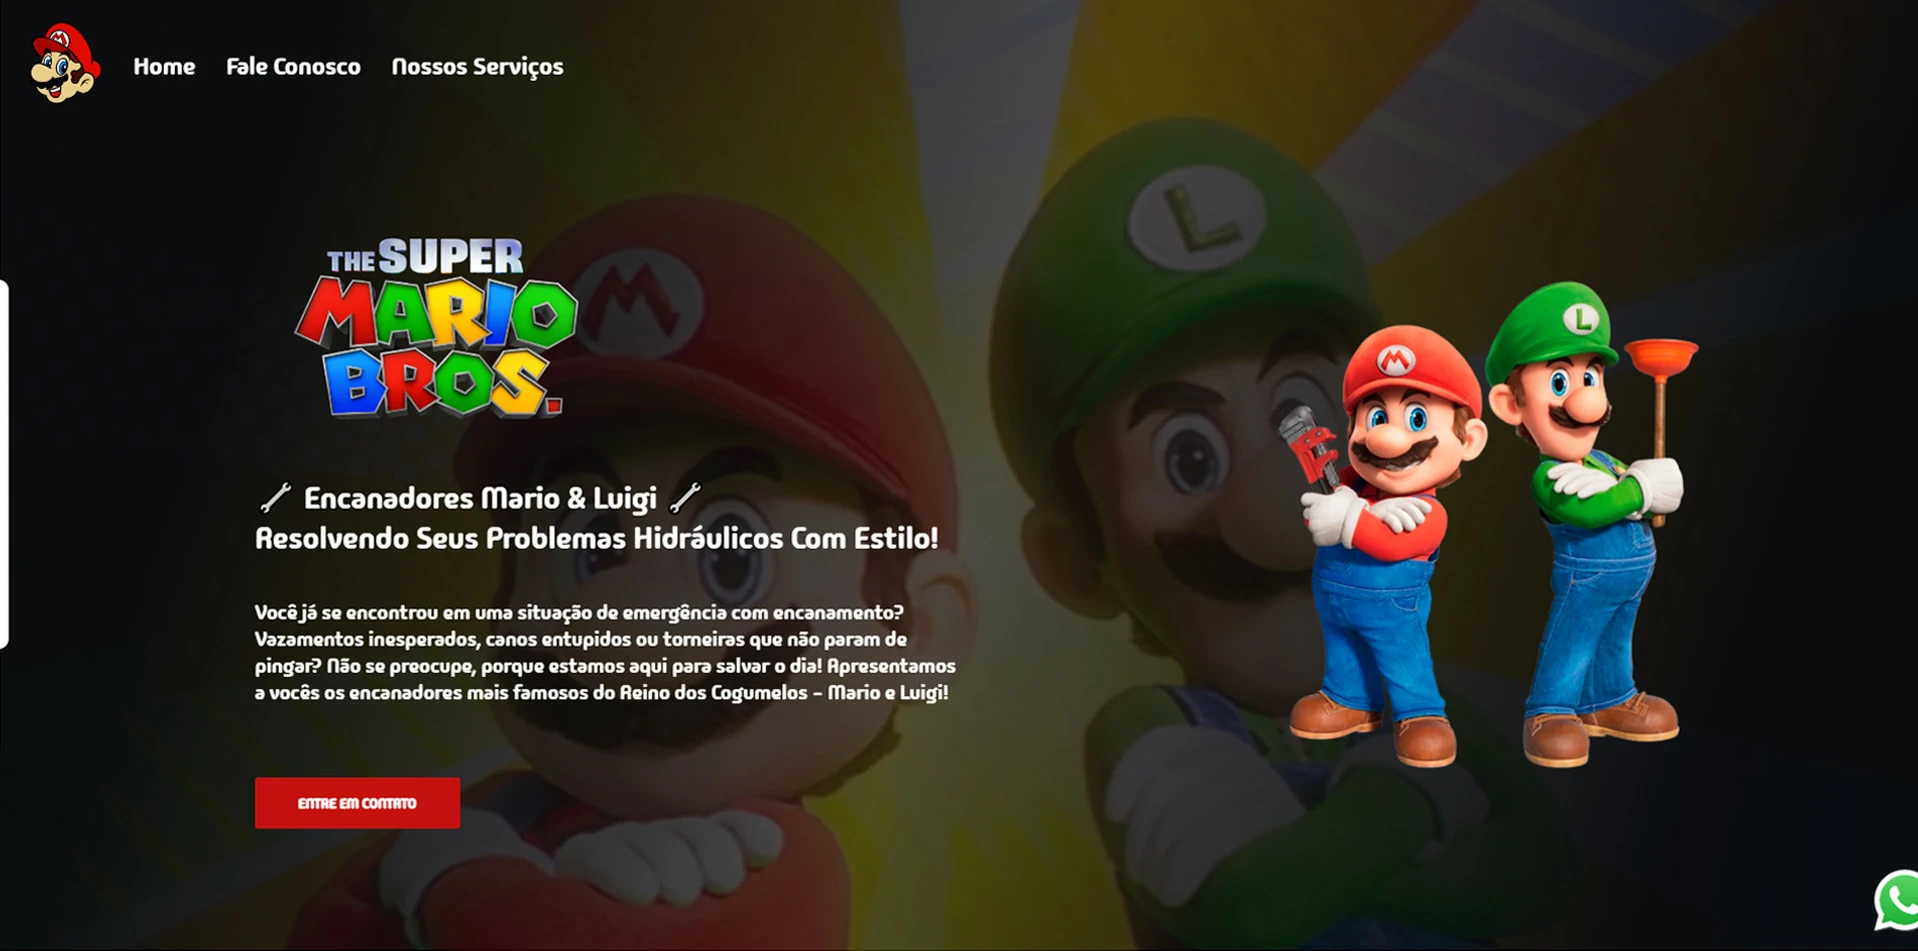 Home
Fale Conosco
Nossos Serviços
THE SUPER
MARIO
BROS.
Encanadores Mario & Luigi
Resolvendo Seus Problemas Hidráulicos Com Estilo!
Você já se encontrou em uma situação de emergência com encanamento?
Vazamentos inesperados, canos entupidos ou torneiras que não param de
pingar? Não se preocupe, porque estamos aqui para salvar o dia! Apresentamos
a vocês os encanadores mais famosos do Reino dos Cogumelos – Mario e Luigi!
ENTRE EM CONTATO
M
L
M
L
M